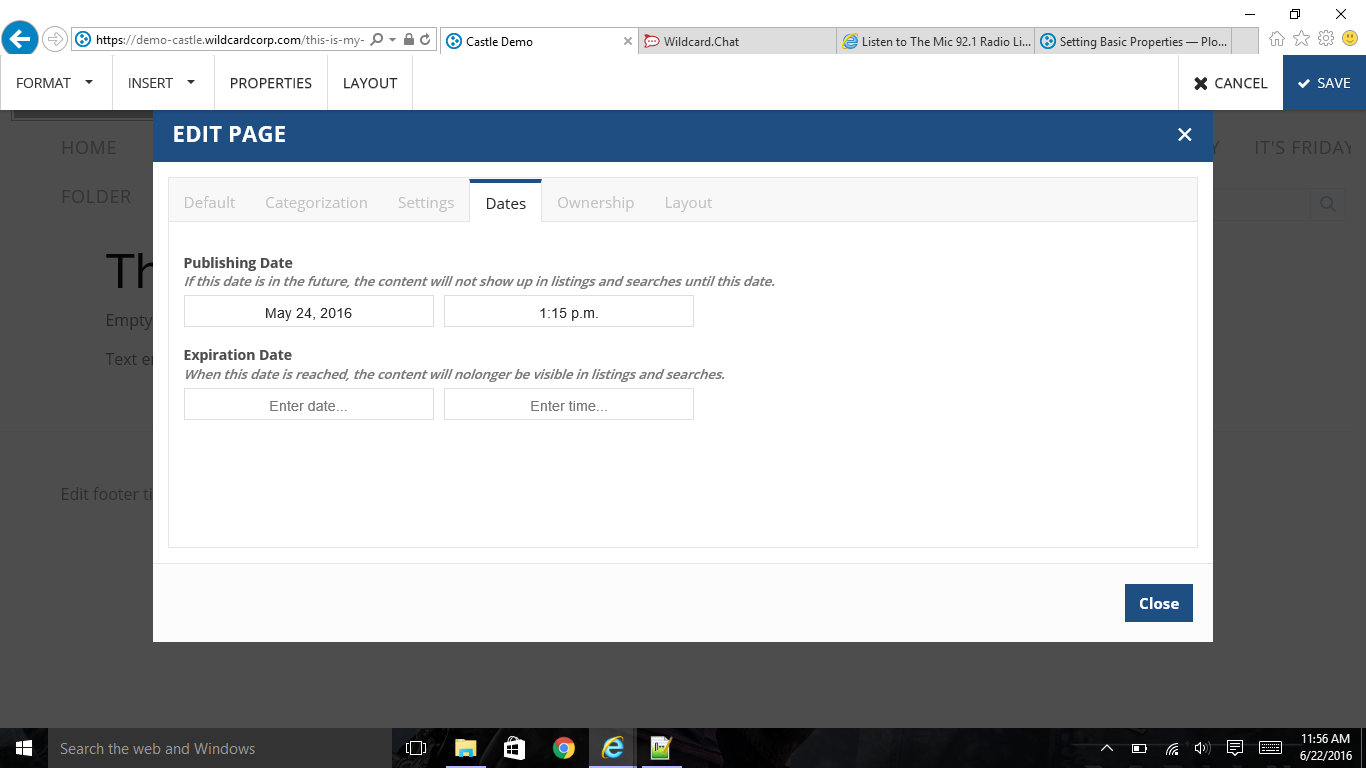 https://demo-castle.wildcardcorp.com/this-is-my-
Castle Demo
Wildcard.Chat
Listen to The Mic 92.1 Radio Li...
Setting Basic Properties — Plo...
FORMAT
INSERT
PROPERTIES
LAYOUT
CANCEL
SAVE
EDIT PAGE
HOME
Y
IT'S FRIDAY
FOLDER
Default
Categorization
Settings
Dates
Ownership
Layout
Th
Empty
Text e
Publishing Date
If this date is in the future, the content will not show up in listings and searches until this date.
May 24, 2016
1:15 p.m.
Expiration Date
When this date is reached, the content will nolonger be visible in listings and searches.
Enter date...
Enter time...
Edit footer ti
Close
Search the web and Windows
11:56 AM
6/22/2016